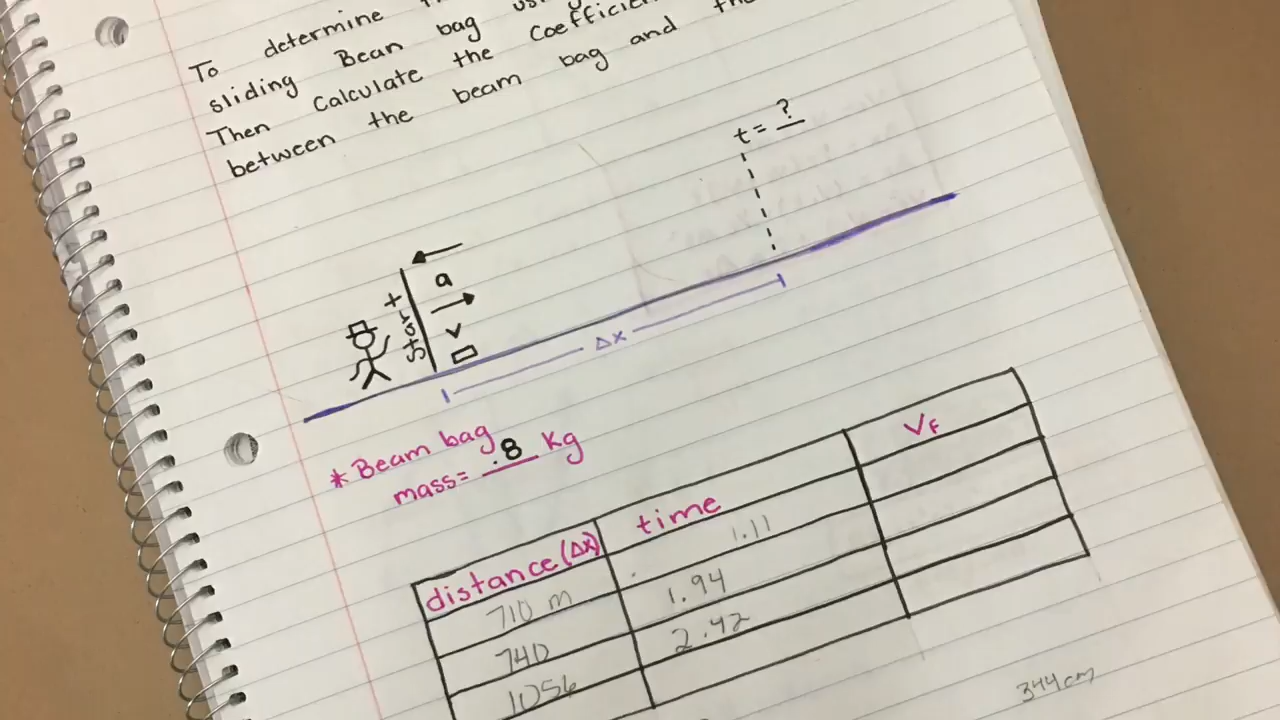 To determine
sliding Bean bag
Then Calculate the
between the beam bag and
t = ?
Start
a
v
Δx
* Beam bag
mass = .8 Kg
distance (Δx) time VF
710 m 1.11
740 1.94
1056 2.42
344 cm